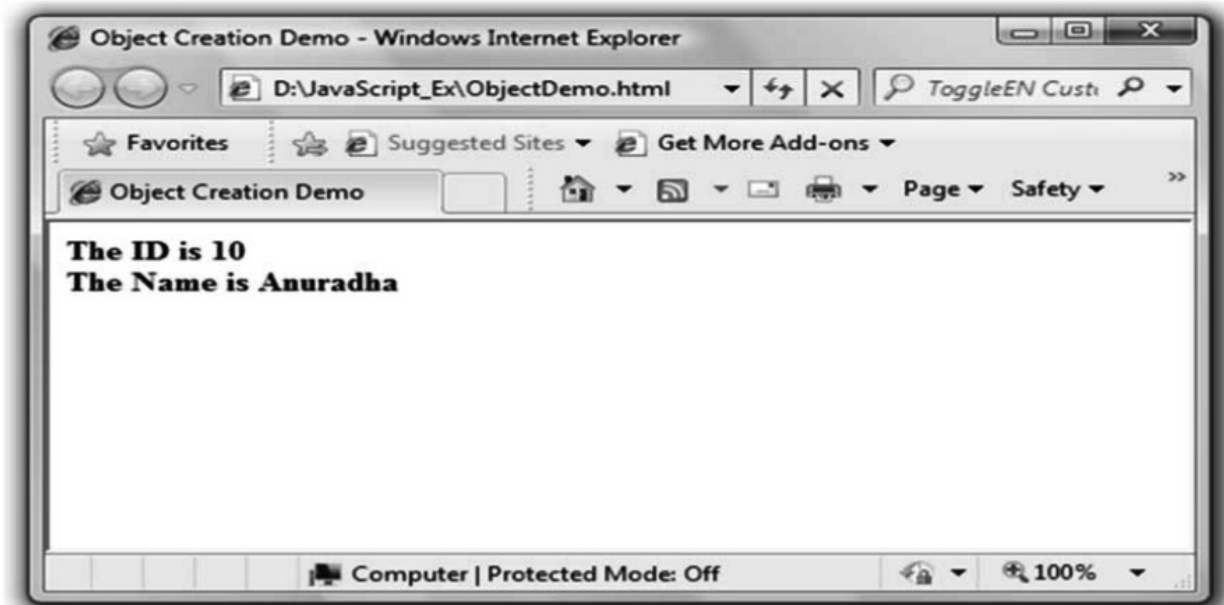 Object Creation Demo - Windows Internet Explorer
D:\JavaScript_Ex\ObjectDemo.html
ToggleEN Custi
Favorites
Suggested Sites
Get More Add-ons
Object Creation Demo
Page
Safety
»
The ID is 10
The Name is Anuradha
Computer | Protected Mode: Off
100%